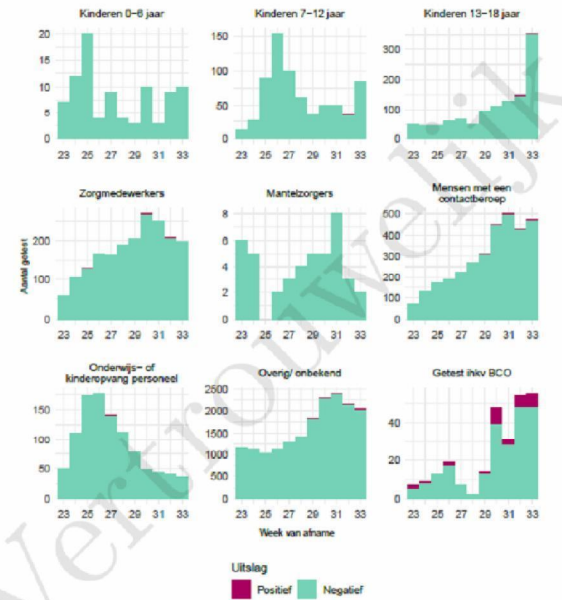 Kinderen 0-6 jaar
Kinderen 7-12 jaar
Kinderen 13-18 jaar
20
15
10
5
0
150
100
50
0
300
200
100
0
23 25 27 29 31 33
23 25 27 29 31 33
23 25 27 29 31 33
Zorgmedewerkers
Mantelzorgers
Mensen met een
contactberoep
Aantal getest
200
100
0
8
6
4
2
0
500
400
300
200
100
0
23 25 27 29 31 33
23 25 27 29 31 33
23 25 27 29 31 33
Onderwijs- of
kinderopvang personeel
Overig/ onbekend
Getest ihkv BCO
150
100
50
0
2500
2000
1500
1000
500
0
40
20
0
23 25 27 29 31 33
23 25 27 29 31 33
23 25 27 29 31 33
Week van afname
Uitslag
Positief
Negatief
Vertrouwelijk